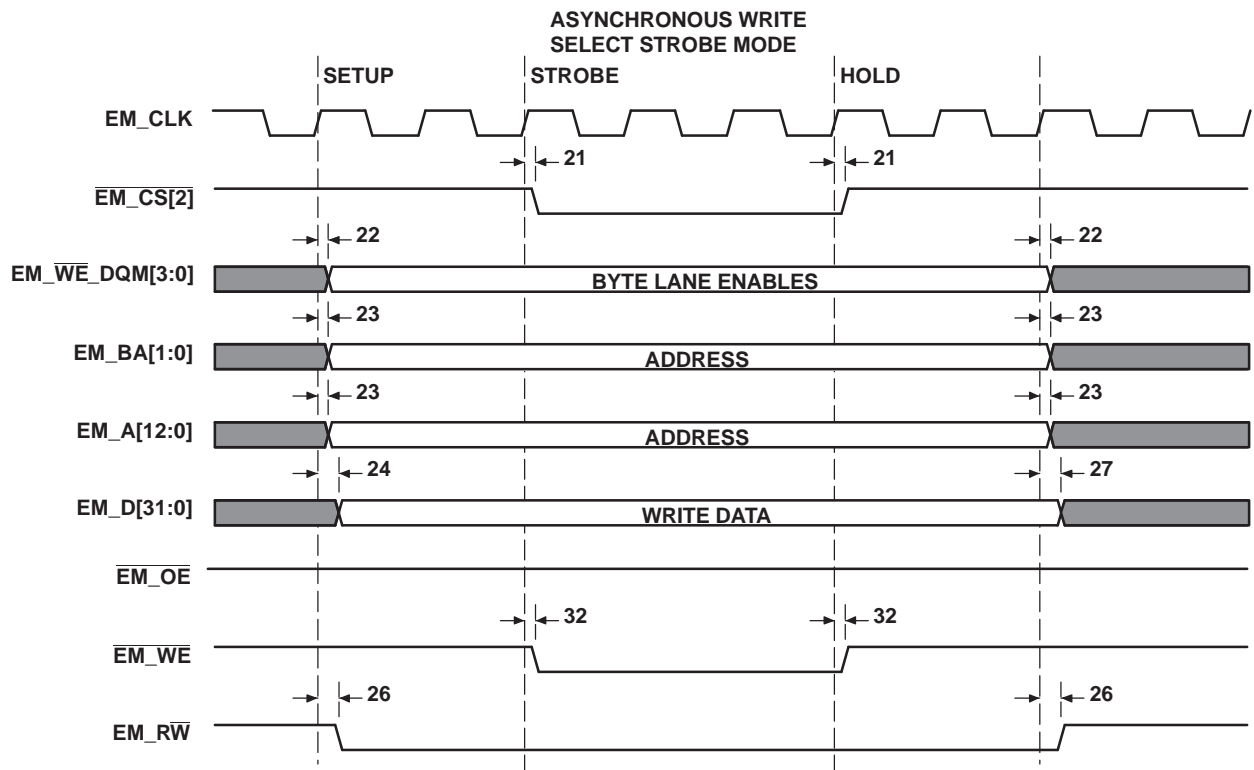 ASYNCHRONOUS WRITE
SELECT STROBE MODE
SETUP STROBE HOLD
EM_CLK
21 21
EM_CS[2]
22 22
EM_WE_DQM[3:0] BYTE LANE ENABLES
23 23
EM_BA[1:0] ADDRESS
23 23
EM_A[12:0] ADDRESS
24 27
EM_D[31:0] WRITE DATA
EM_OE
32 32
EM_WE
26 26
EM_RW